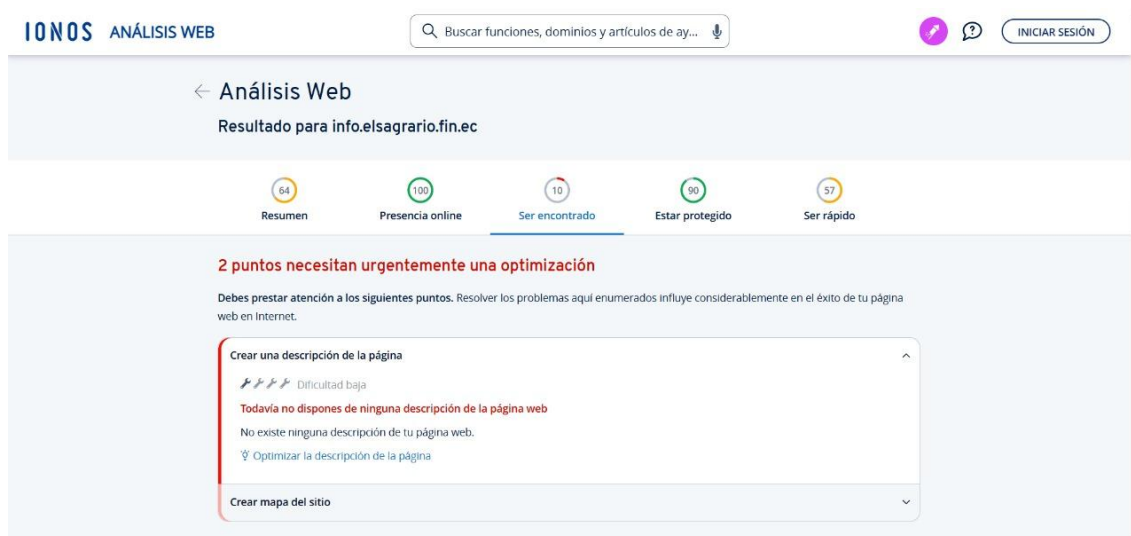 IONOS ANÁLISIS WEB
Buscar funciones, dominios y artículos de ay...
INICIAR SESIÓN
Análisis Web
Resultado para info.elsagrario.fin.ec
64
100
10
90
57
Resumen
Presencia online
Ser encontrado
Estar protegido
Ser rápido
2 puntos necesitan urgentemente una optimización
Debes prestar atención a los siguientes puntos. Resolver los problemas aquí enumerados influye considerablemente en el éxito de tu página
web en Internet.
Crear una descripción de la página
Dificultad baja
Todavía no dispones de ninguna descripción de la página web
No existe ninguna descripción de tu página web.
Optimizar la descripción de la página
Crear mapa del sitio